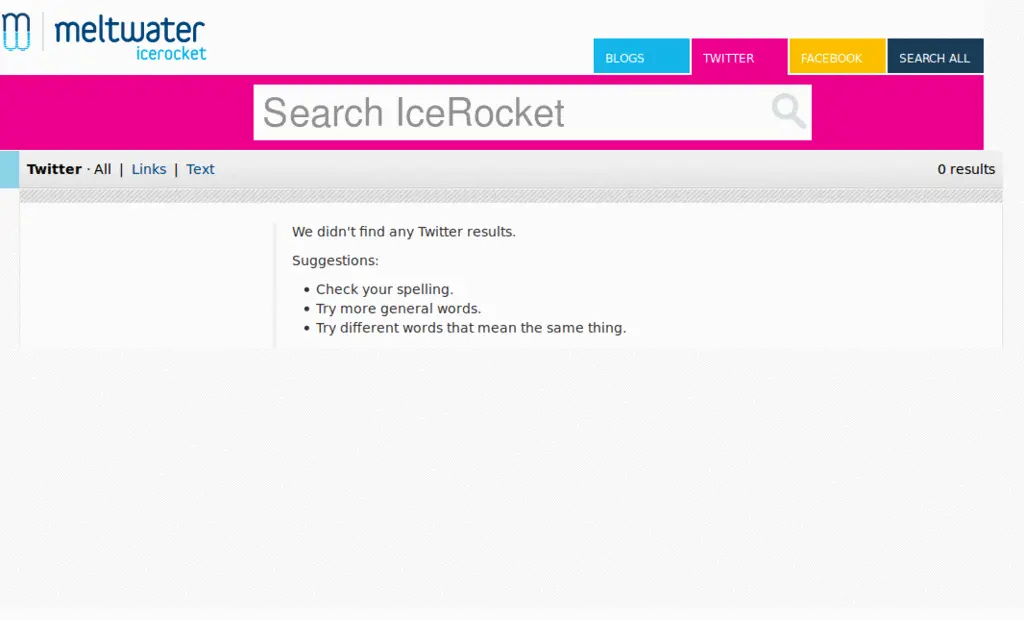 meltwater
icerocket
BLOGS TWITTER FACEBOOK SEARCH ALL
Search IceRocket
Twitter · All | Links | Text 0 results
We didn't find any Twitter results.
Suggestions:
• Check your spelling.
• Try more general words.
• Try different words that mean the same thing.